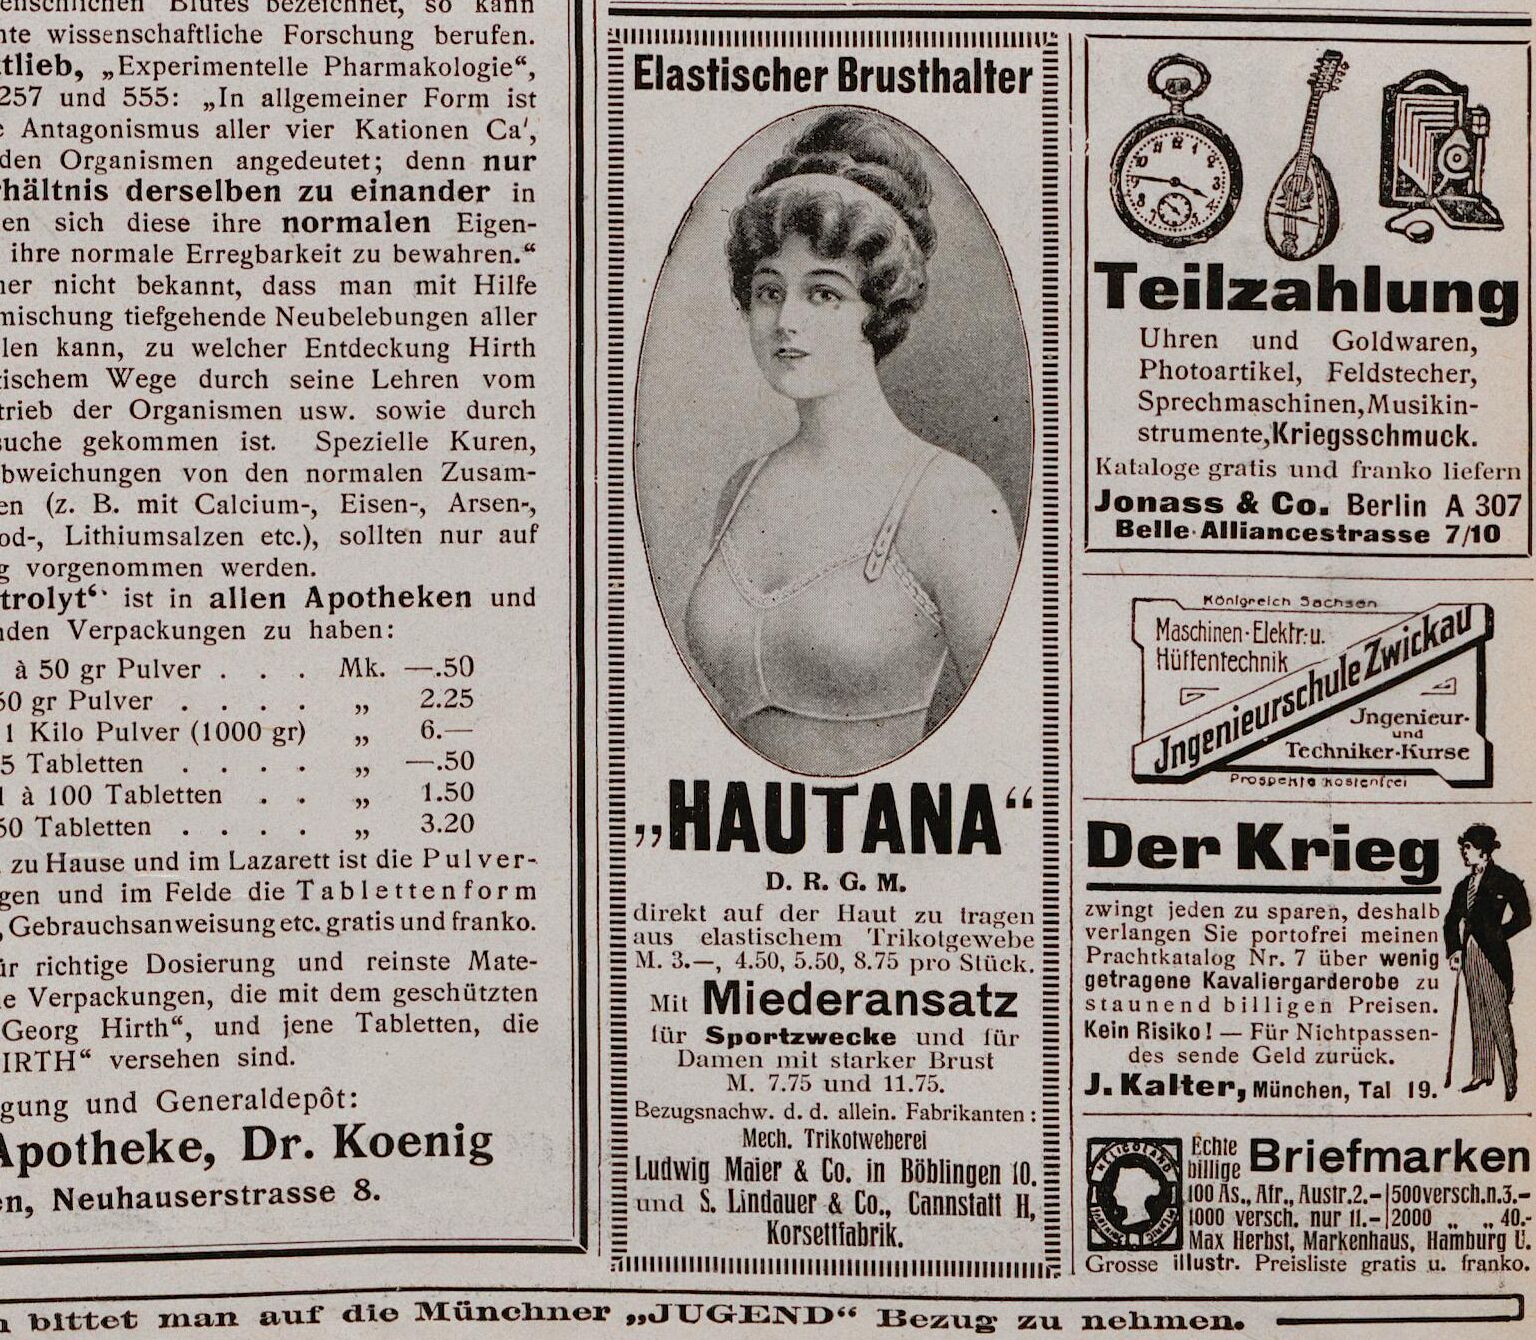 enschlichen Blutes bezeichnet, so kann
nte wissenschaftliche Forschung berufen.
tlieb, „Experimentelle Pharmakologie“,
257 und 555: „In allgemeiner Form ist
e Antagonismus aller vier Kationen Ca',
den Organismen angedeutet; denn nur
rhältnis derselben zu einander in
en sich diese ihre normalen Eigen-
ihre normale Erregbarkeit zu bewahren.“
ner nicht bekannt, dass man mit Hilfe
mischung tiefgehende Neubelebungen aller
len kann, zu welcher Entdeckung Hirth
tischem Wege durch seine Lehren vom
trieb der Organismen usw. sowie durch
suche gekommen ist. Spezielle Kuren,
bweichungen von den normalen Zusam-
en (z. B. mit Calcium-, Eisen-, Arsen-,
od-, Lithiumsalzen etc.), sollten nur auf
g vorgenommen werden.
trolyt“ ist in allen Apotheken und
nden Verpackungen zu haben:
à 50 gr Pulver . . . Mk. —.50
50 gr Pulver . . . . „ 2.25
1 Kilo Pulver (1000 gr) „ 6.—
5 Tabletten . . . . „ —.50
1 à 100 Tabletten . . „ 1.50
50 Tabletten . . . . „ 3.20
zu Hause und im Lazarett ist die Pulver-
gen und im Felde die Tablettenform
, Gebrauchsanweisung etc. gratis und franko.
ür richtige Dosierung und reinste Mate-
e Verpackungen, die mit dem geschützten
Georg Hirth“, und jene Tabletten, die
IRTH“ versehen sind.
gung und Generaldepôt:
Apotheke, Dr. Koenig
en, Neuhauserstrasse 8.
Elastischer Brusthalter
„HAUTANA“
D. R. G. M.
direkt auf der Haut zu tragen
aus elastischem Trikotgewebe
M. 3.—, 4.50, 5.50, 8.75 pro Stück.
Mit Miederansatz
für Sportzwecke und für
Damen mit starker Brust
M. 7.75 und 11.75.
Bezugsnachw. d. d. allein. Fabrikanten:
Mech. Trikotweberei
Ludwig Maier & Co. in Böblingen 10.
und S. Lindauer & Co., Cannstatt H,
Korsettfabrik.
Teilzahlung
Uhren und Goldwaren,
Photoartikel, Feldstecher,
Sprechmaschinen, Musikin-
strumente, Kriegsschmuck.
Kataloge gratis und franko liefern
Jonass & Co. Berlin A 307
Belle-Alliancestrasse 7/10
Königreich Sachsen
Maschinen-Elektr. u.
Hüttentechnik
Jngenieurschule Zwickau
Jngenieur-
und
Techniker-Kurse
Prospekte kostenfrei
Der Krieg
zwingt jeden zu sparen, deshalb
verlangen Sie portofrei meinen
Prachtkatalog Nr. 7 über wenig
getragene Kavaliergarderobe zu
staunend billigen Preisen.
Kein Risiko! — Für Nichtpassen-
des sende Geld zurück.
J. Kalter, München, Tal 19.
HELIGOLAND
Echte
billige Briefmarken
100 As., Afr., Austr. 2.- | 500 versch. n. 3.-
1000 versch. nur 11.- | 2000 „ „ 40.-
Max Herbst, Markenhaus, Hamburg U.
Grosse illustr. Preisliste gratis u. franko.
n bittet man auf die Münchner „JUGEND“ Bezug zu nehmen.